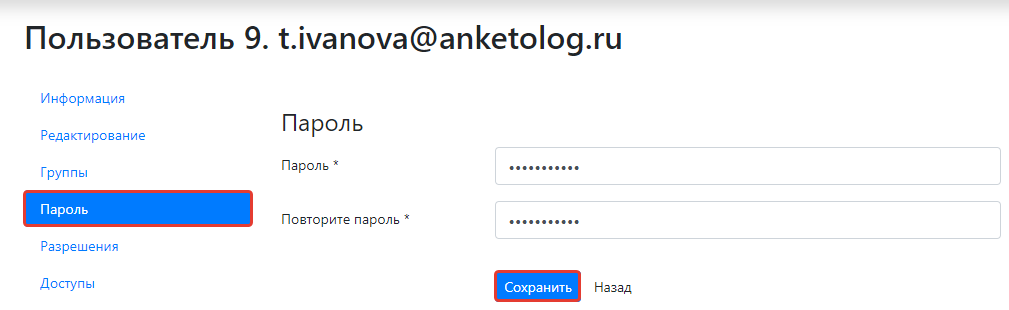 Пользователь 9. t.ivanova@anketolog.ru
Информация
Редактирование
Группы
Пароль
Разрешения
Доступы
Пароль
Пароль *
•••••••••••
Повторите пароль *
•••••••••••
Сохранить Назад